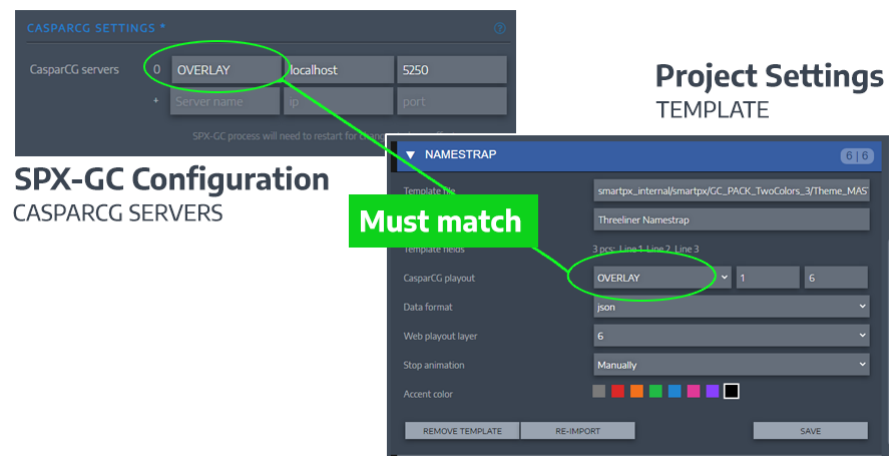 CASPARCG SETTINGS *
CasparCG servers 0 OVERLAY localhost 5250
+ Server name ip port
SPX-GC process will need to restart for
SPX-GC Configuration
CASPARCG SERVERS
Project Settings
TEMPLATE
▼ NAMESTRAP 6 | 6
Template file smartpx_internal/smartpx/GC_PACK_TwoColors_3/Theme_MAS
Must match
Threeliner Namestrap
Template fields 3 pcs: Line 1, Line 2, Line 3
CasparCG playout OVERLAY 1 6
Data format json
Web playout layer 6
Stop animation Manually
Accent color
REMOVE TEMPLATE RE-IMPORT SAVE